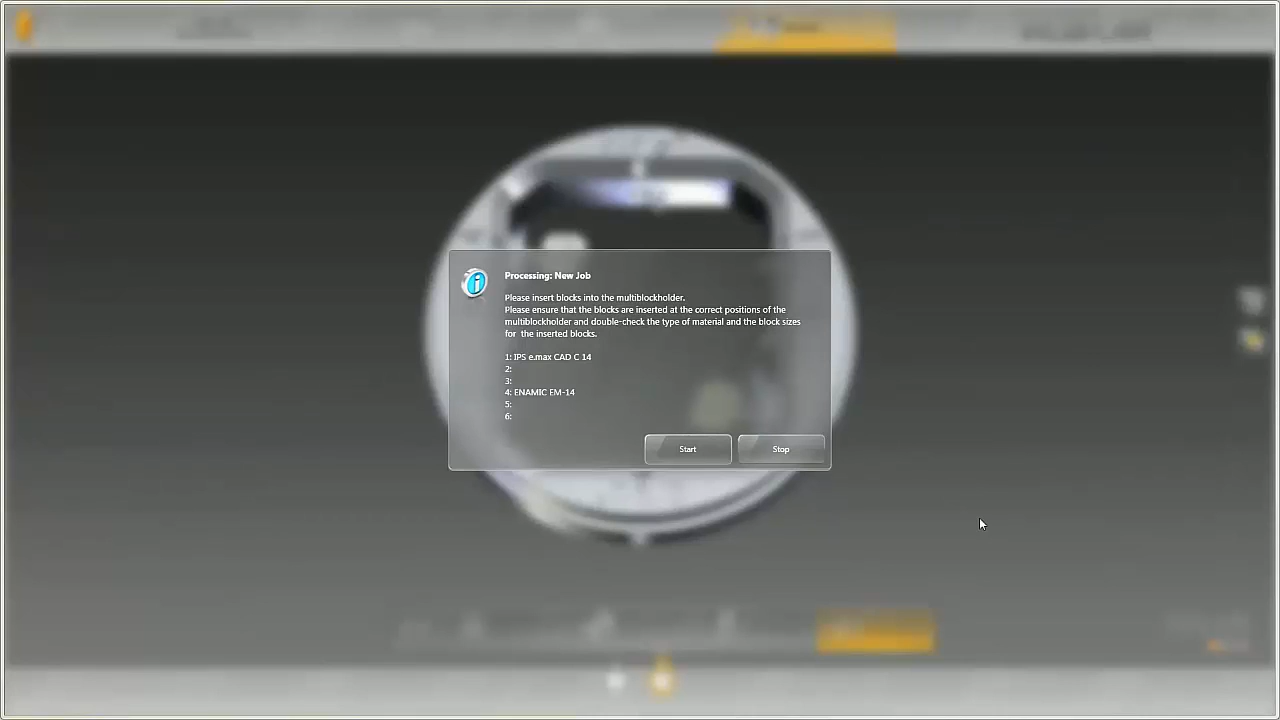 Processing: New Job
Please insert blocks into the multiblockholder.
Please ensure that the blocks are inserted at the correct positions of the
multiblockholder and double-check the type of material and the block sizes
for the inserted blocks.
1: IPS e.max CAD C 14
2:
3:
4: ENAMIC EM-14
5:
6:
Start
Stop